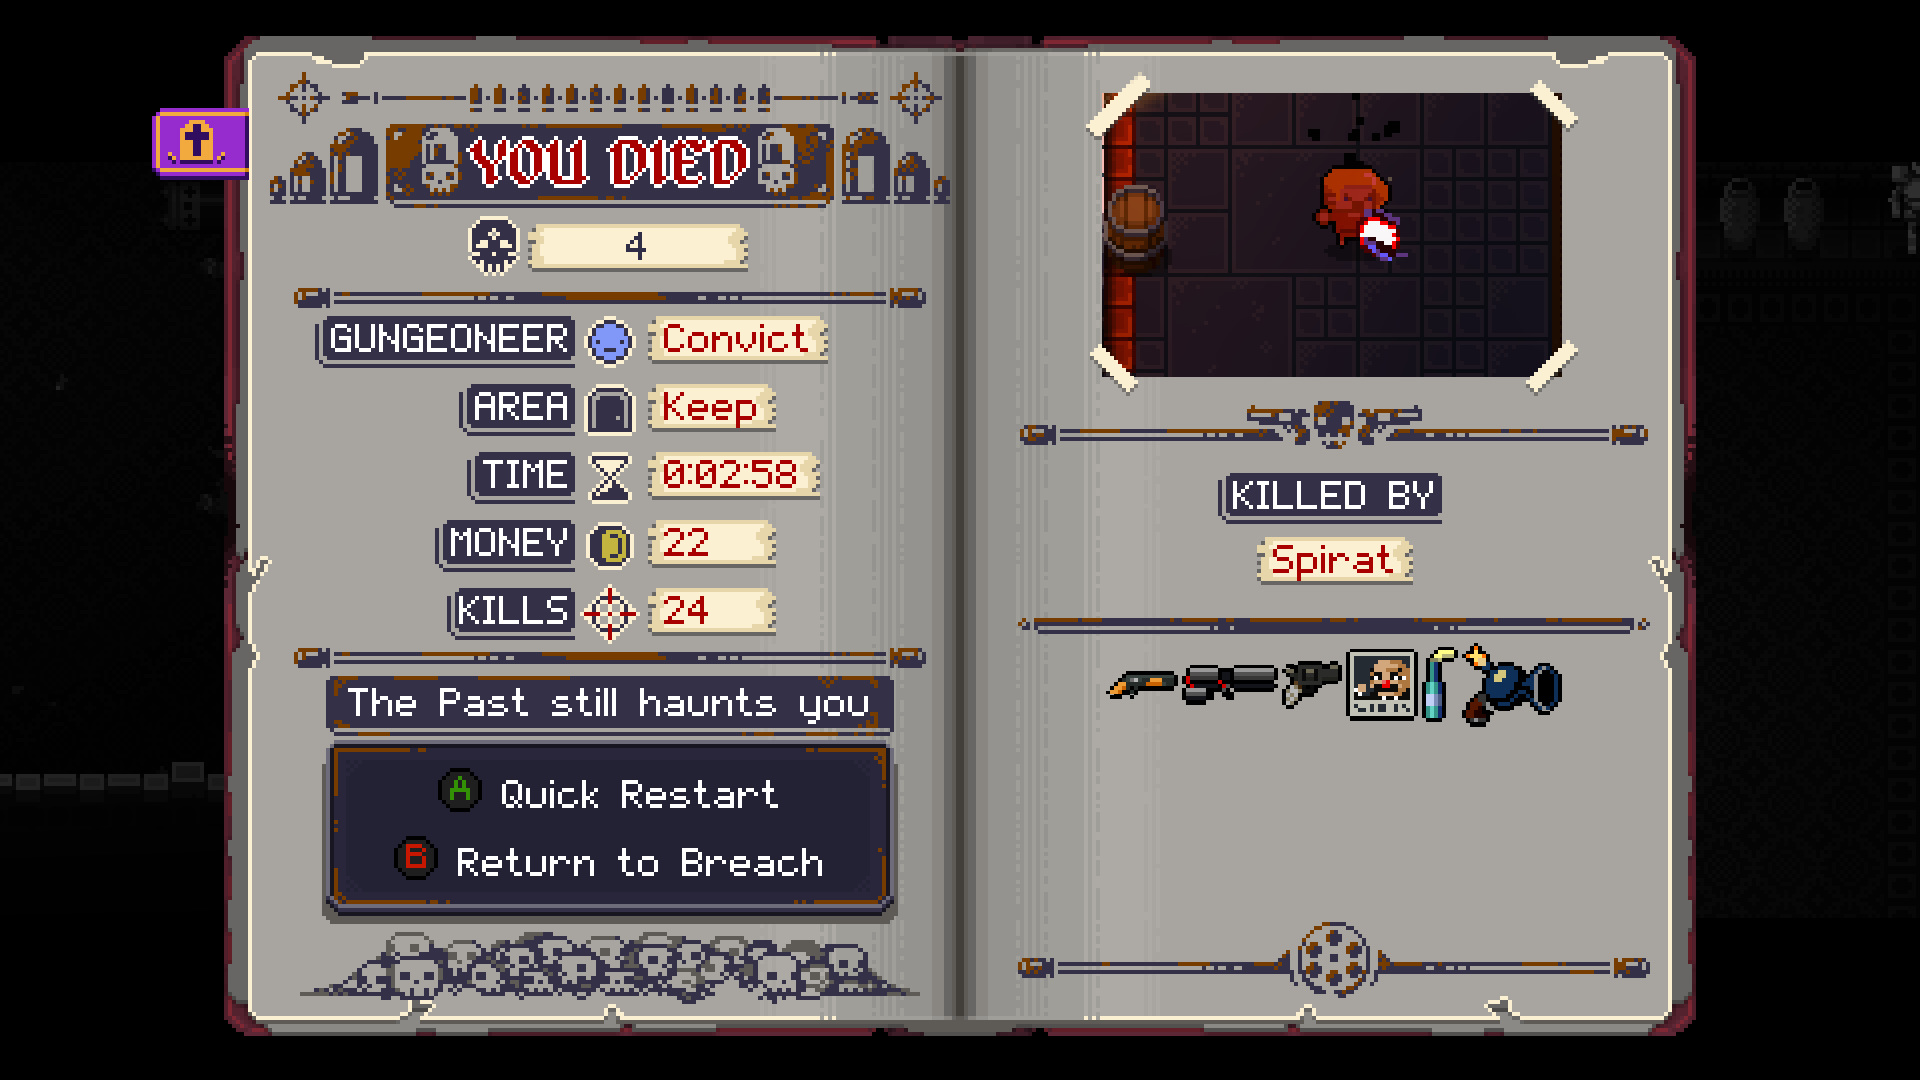 YOU DIED
4
GUNGEONEER Convict
AREA Keep
TIME 0:02:58
MONEY 22
KILLS 24
The Past still haunts you
A Quick Restart
B Return to Breach
KILLED BY
Spirat